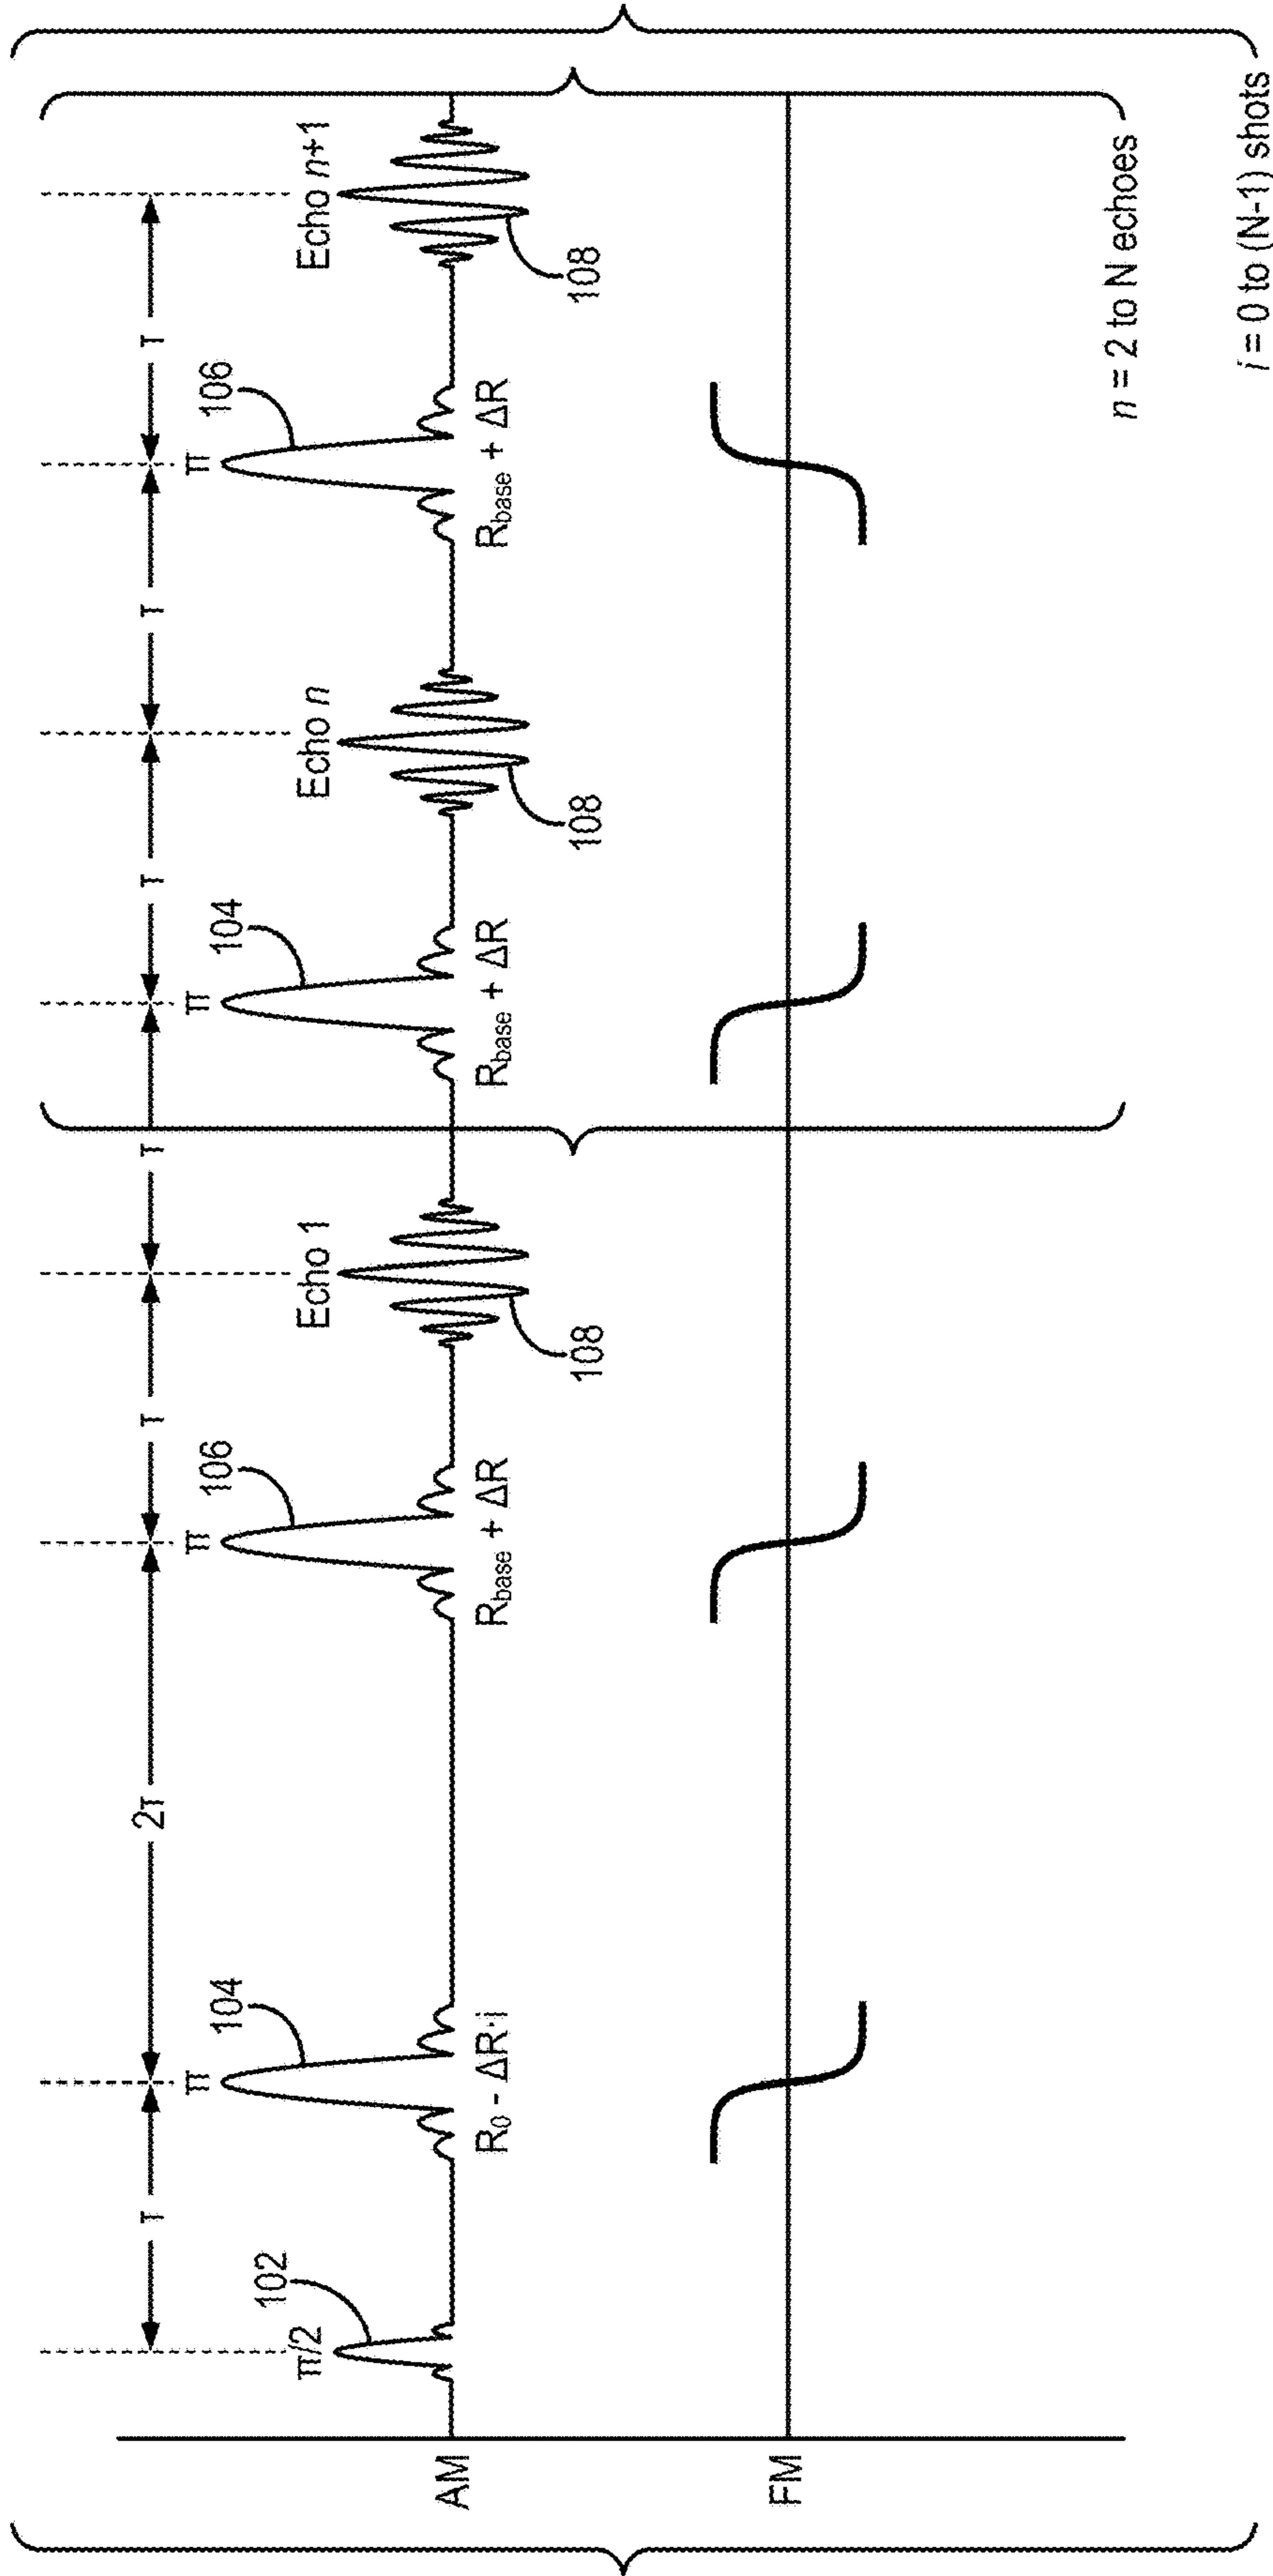 τ
2τ
τ
τ
τ
τ
τ
π/2
102
π
104
π
106
Echo 1
π
104
Echo n
π
106
Echo n+1
AM
R₀ - ΔR·i
R_base + ΔR
108
R_base + ΔR
108
R_base + ΔR
108
FM
n = 2 to N echoes
i = 0 to (N-1) shots